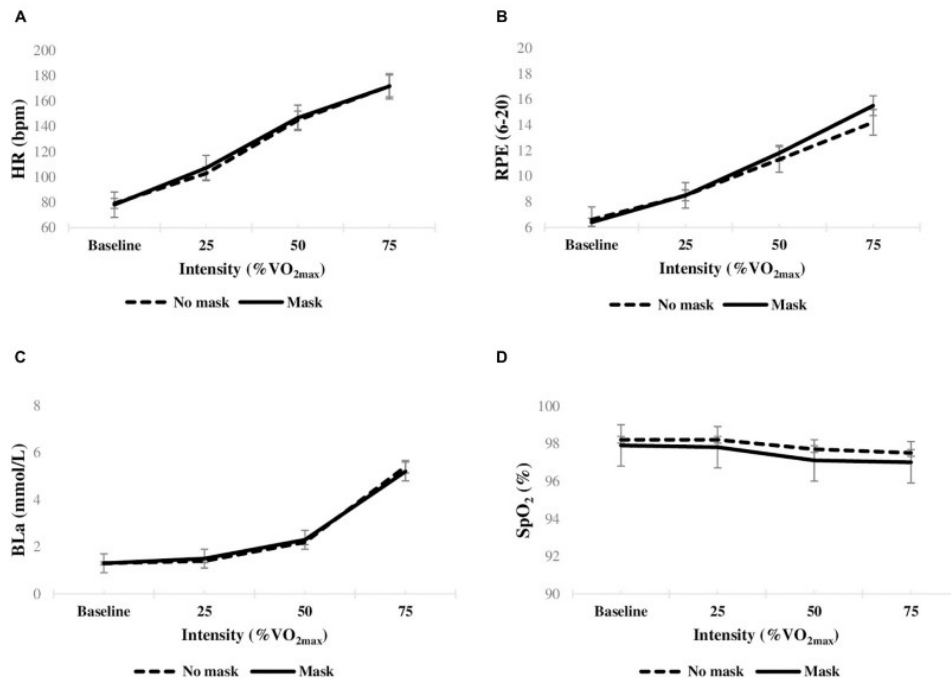 A
HR (bpm)
200
180
160
140
120
100
80
60
Baseline 25 50 75
Intensity (%VO2max)
No mask Mask
B
RPE (6-20)
20
18
16
14
12
10
8
6
Baseline 25 50 75
Intensity (%VO2max)
No mask Mask
C
BLa (mmol/L)
8
6
4
2
0
Baseline 25 50 75
Intensity (%VO2max)
No mask Mask
D
SpO2 (%)
100
98
96
94
92
90
Baseline 25 50 75
Intensity (%VO2max)
No mask Mask